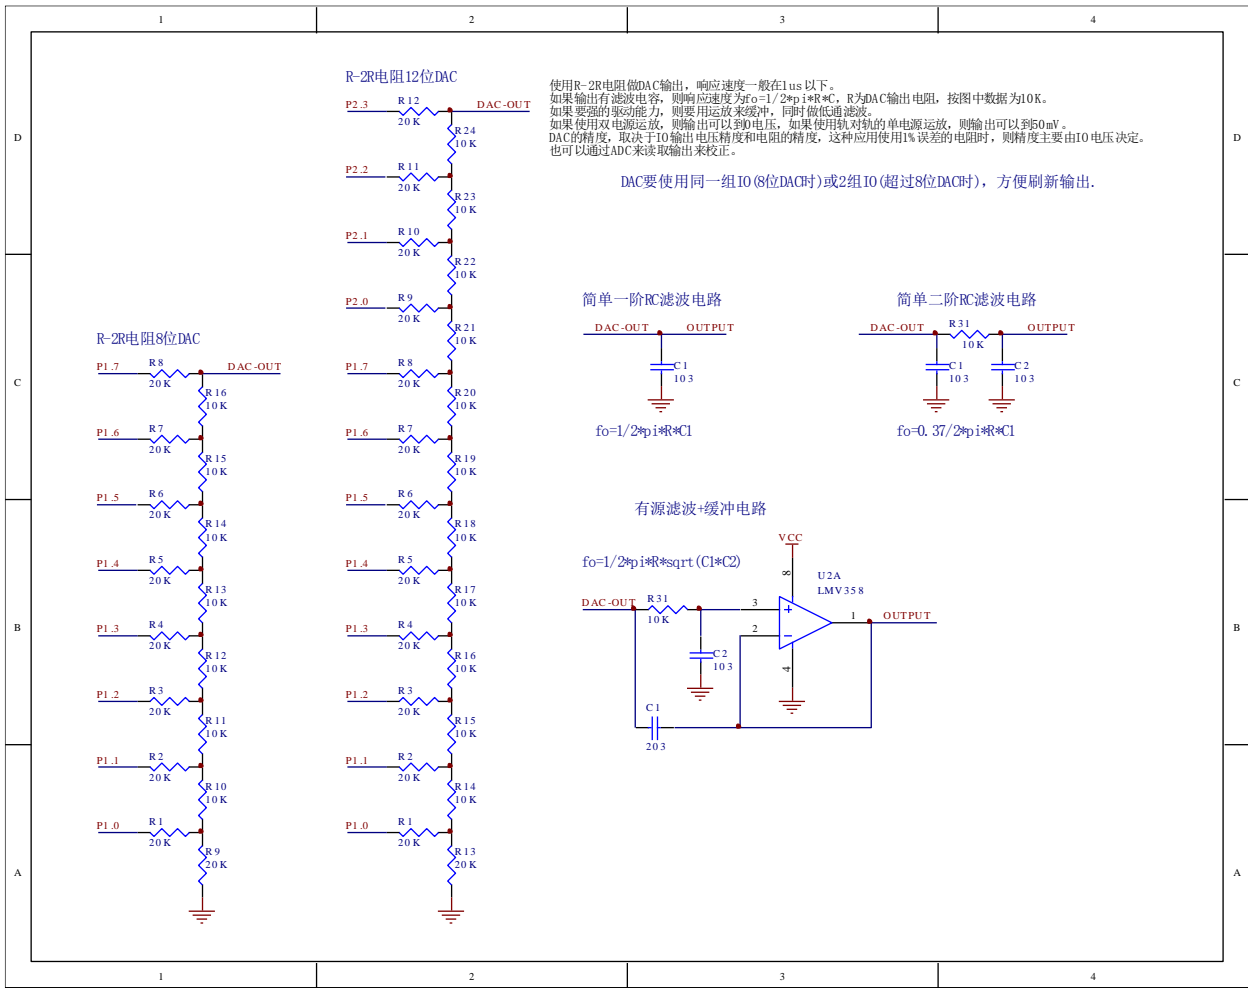 1 2 3 4
R-2R电阻12位DAC
使用R-2R电阻做DAC输出，响应速度一般在1us以下。
如果输出有滤波电容，则响应速度为fo=1/2*pi*R*C，R为DAC输出电阻，按图中数据为10K。
如果要强的驱动能力，则要用运放来缓冲，同时做低通滤波。
如果使用双电源运放，则输出可以到0电压，如果使用轨对轨的单电源运放，则输出可以到50mV。
DAC的精度，取决于IO输出电压精度和电阻的精度，这种应用使用1%误差的电阻时，则精度主要由IO电压决定。
也可以通过ADC来读取输出来校正。
DAC要使用同一组IO(8位DAC时)或2组IO(超过8位DAC时)，方便刷新输出.
D D
P2.3 R12 20K DAC-OUT
R24 10K
P2.2 R11 20K
R23 10K
P2.1 R10 20K
R22 10K
P2.0 R9 20K
R21 10K
P1.7 R8 20K
R20 10K
P1.6 R7 20K
R19 10K
P1.5 R6 20K
R18 10K
P1.4 R5 20K
R17 10K
P1.3 R4 20K
R16 10K
P1.2 R3 20K
R15 10K
P1.1 R2 20K
R14 10K
P1.0 R1 20K
R13 20K
R-2R电阻8位DAC
C C
P1.7 R8 20K DAC-OUT
R16 10K
P1.6 R7 20K
R15 10K
P1.5 R6 20K
R14 10K
P1.4 R5 20K
R13 10K
P1.3 R4 20K
R12 10K
P1.2 R3 20K
R11 10K
P1.1 R2 20K
R10 10K
P1.0 R1 20K
R9 20K
简单一阶RC滤波电路
DAC-OUT OUTPUT
C1
103
fo=1/2*pi*R*C1
简单二阶RC滤波电路
DAC-OUT R31 OUTPUT
10K
C1 C2
103 103
fo=0.37/2*pi*R*C1
有源滤波+缓冲电路
fo=1/2*pi*R*sqrt(C1*C2)
VCC
8
U2A
LMV358
DAC-OUT R31 3
10K
2
1 OUTPUT
C2
103
4
C1
203
B B
A A
1 2 3 4